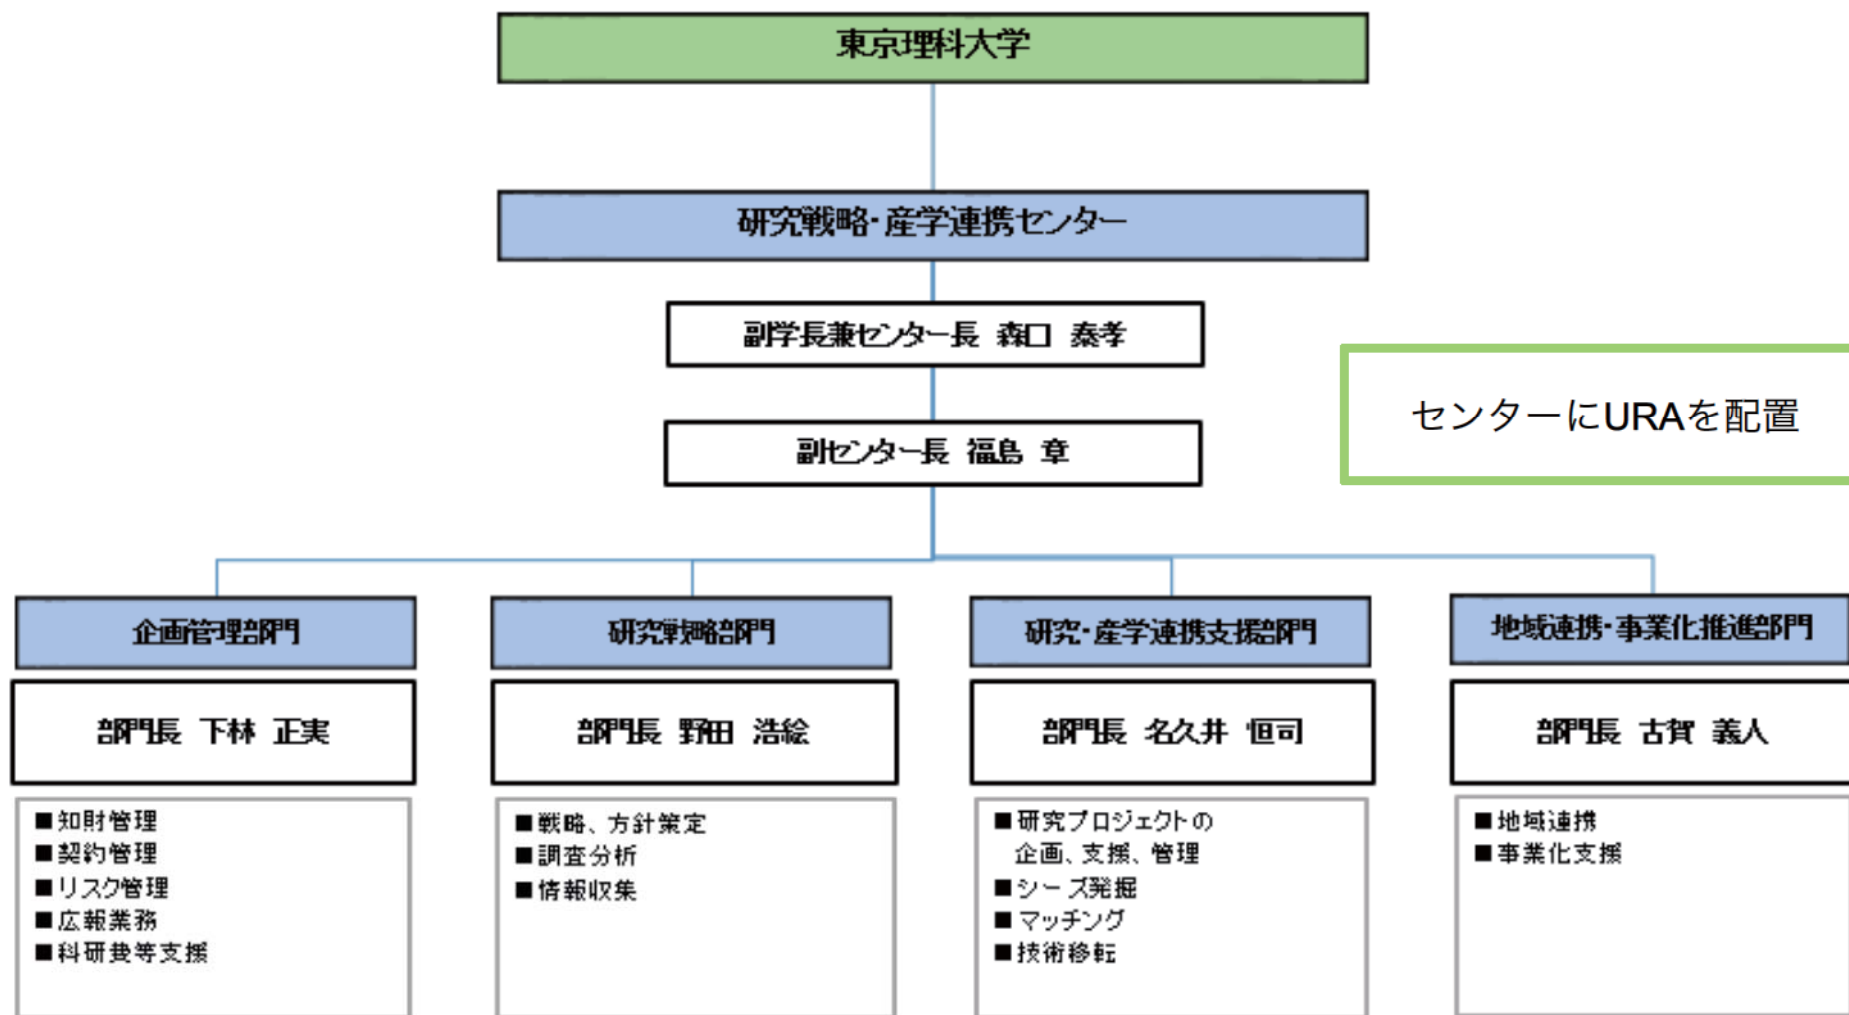 東京理科大学
研究戦略・産学連携センター
副学長兼センター長 森口 泰孝
センターにURAを配置
副センター長 福島 章
企画管理部門
研究戦略部門
研究・産学連携支援部門
地域連携・事業化推進部門
部門長 下林 正実
部門長 野田 浩絵
部門長 名久井 恒司
部門長 古賀 義人
■知財管理
■契約管理
■リスク管理
■広報業務
■科研費等支援
■戦略、方針策定
■調査分析
■情報収集
■研究プロジェクトの
企画、支援、管理
■シーズ発掘
■マッチング
■技術移転
■地域連携
■事業化支援